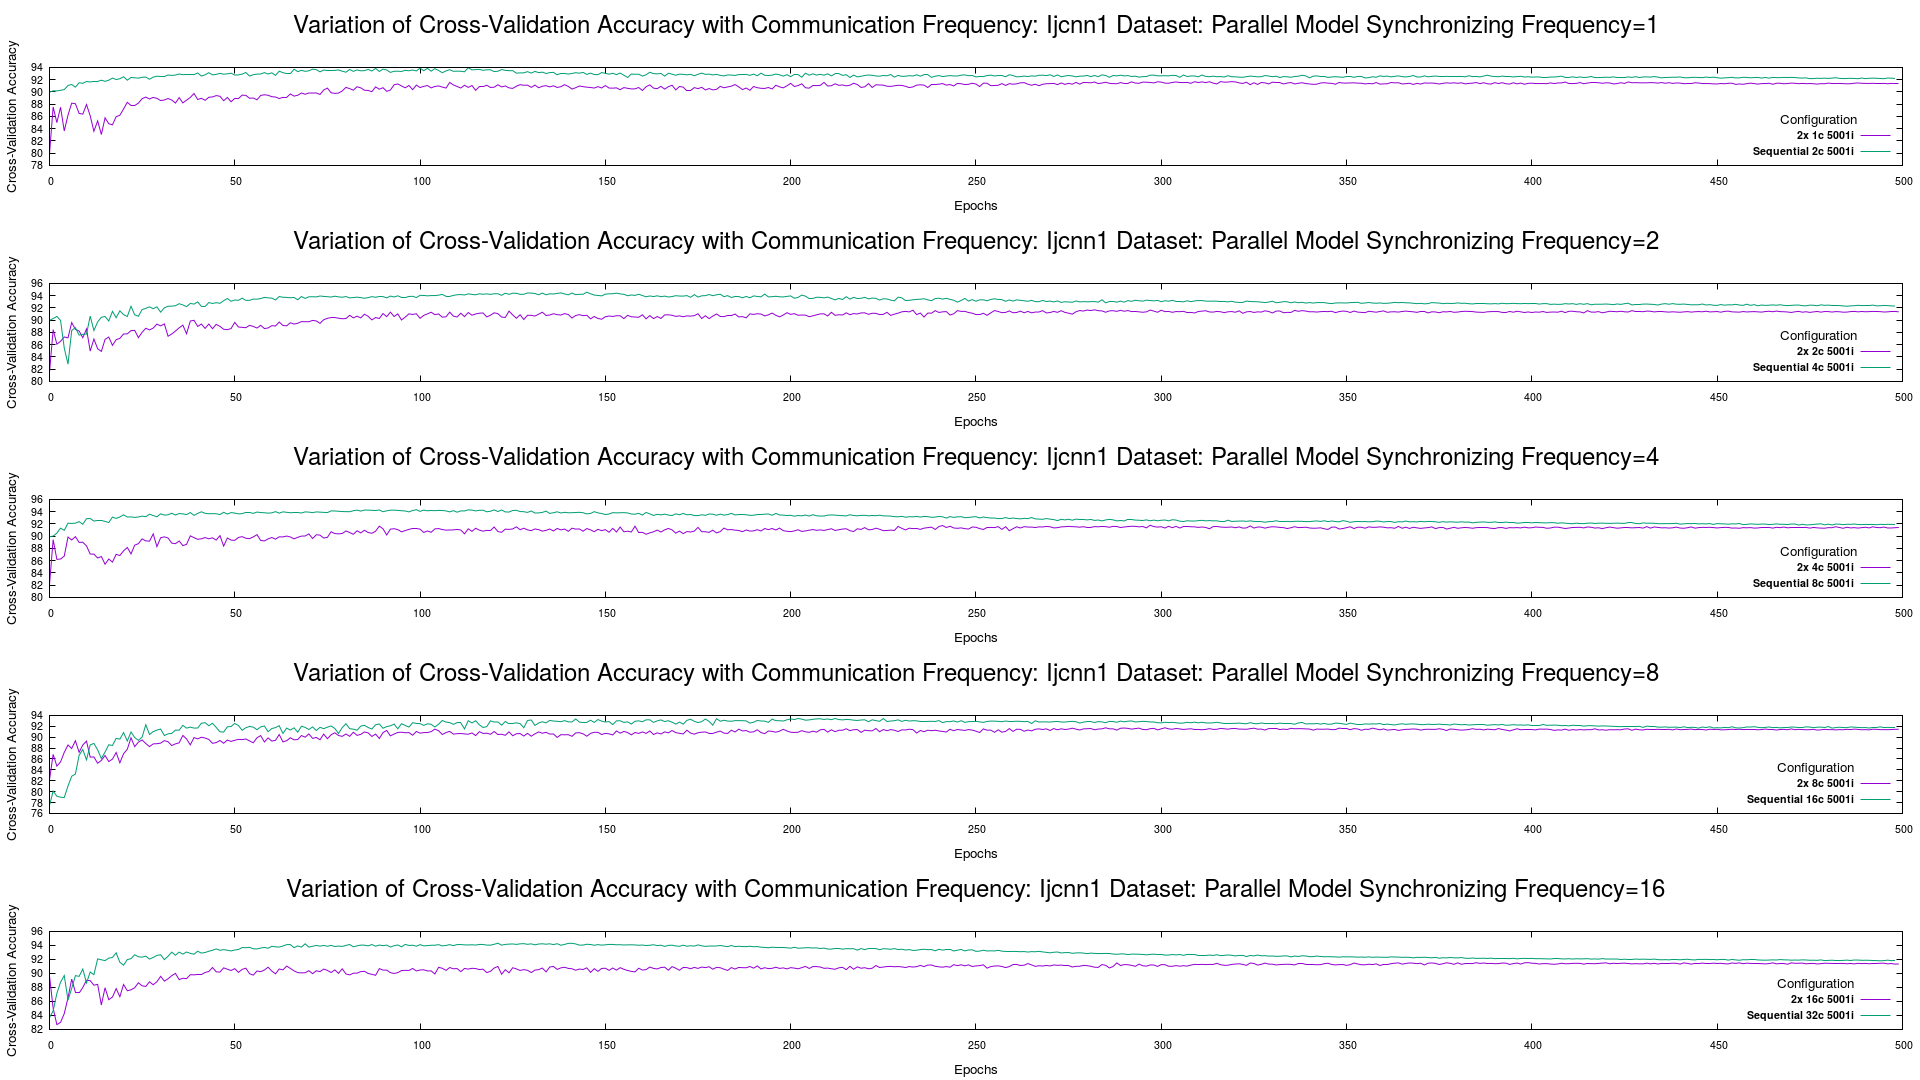 Variation of Cross-Validation Accuracy with Communication Frequency: Ijcnn1 Dataset: Parallel Model Synchronizing Frequency=1
Cross-Validation Accuracy
94
92
90
88
86
84
82
80
78
Configuration
2x 1c 5001i
Sequential 2c 5001i
0 50 100 150 200 250 300 350 400 450 500
Epochs
Variation of Cross-Validation Accuracy with Communication Frequency: Ijcnn1 Dataset: Parallel Model Synchronizing Frequency=2
Cross-Validation Accuracy
96
94
92
90
88
86
84
82
80
Configuration
2x 2c 5001i
Sequential 4c 5001i
0 50 100 150 200 250 300 350 400 450 500
Epochs
Variation of Cross-Validation Accuracy with Communication Frequency: Ijcnn1 Dataset: Parallel Model Synchronizing Frequency=4
Cross-Validation Accuracy
96
94
92
90
88
86
84
82
80
Configuration
2x 4c 5001i
Sequential 8c 5001i
0 50 100 150 200 250 300 350 400 450 500
Epochs
Variation of Cross-Validation Accuracy with Communication Frequency: Ijcnn1 Dataset: Parallel Model Synchronizing Frequency=8
Cross-Validation Accuracy
94
92
90
88
86
84
82
80
78
76
Configuration
2x 8c 5001i
Sequential 16c 5001i
0 50 100 150 200 250 300 350 400 450 500
Epochs
Variation of Cross-Validation Accuracy with Communication Frequency: Ijcnn1 Dataset: Parallel Model Synchronizing Frequency=16
Cross-Validation Accuracy
96
94
92
90
88
86
84
82
Configuration
2x 16c 5001i
Sequential 32c 5001i
0 50 100 150 200 250 300 350 400 450 500
Epochs